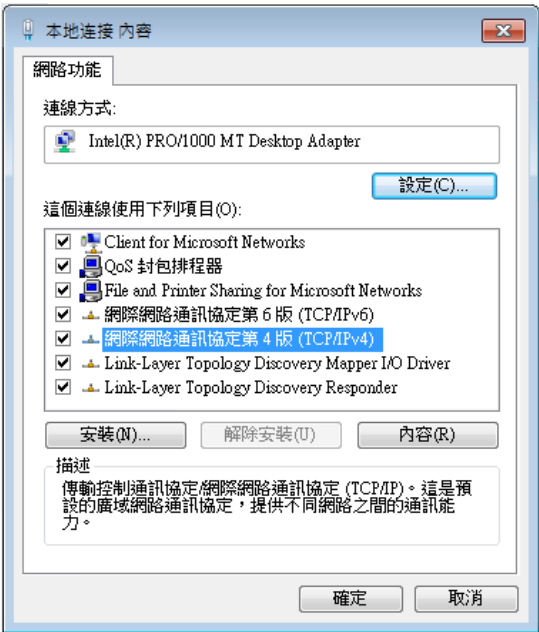 本地连接 內容
網路功能
連線方式:
Intel(R) PRO/1000 MT Desktop Adapter
設定(C)...
這個連線使用下列項目(O):
Client for Microsoft Networks
QoS 封包排程器
File and Printer Sharing for Microsoft Networks
網際網路通訊協定第 6 版 (TCP/IPv6)
網際網路通訊協定第 4 版 (TCP/IPv4)
Link-Layer Topology Discovery Mapper I/O Driver
Link-Layer Topology Discovery Responder
安裝(N)... 解除安裝(U) 內容(R)
描述
傳輸控制通訊協定/網際網路通訊協定 (TCP/IP)。這是預
設的廣域網路通訊協定，提供不同網路之間的通訊能
力。
確定 取消